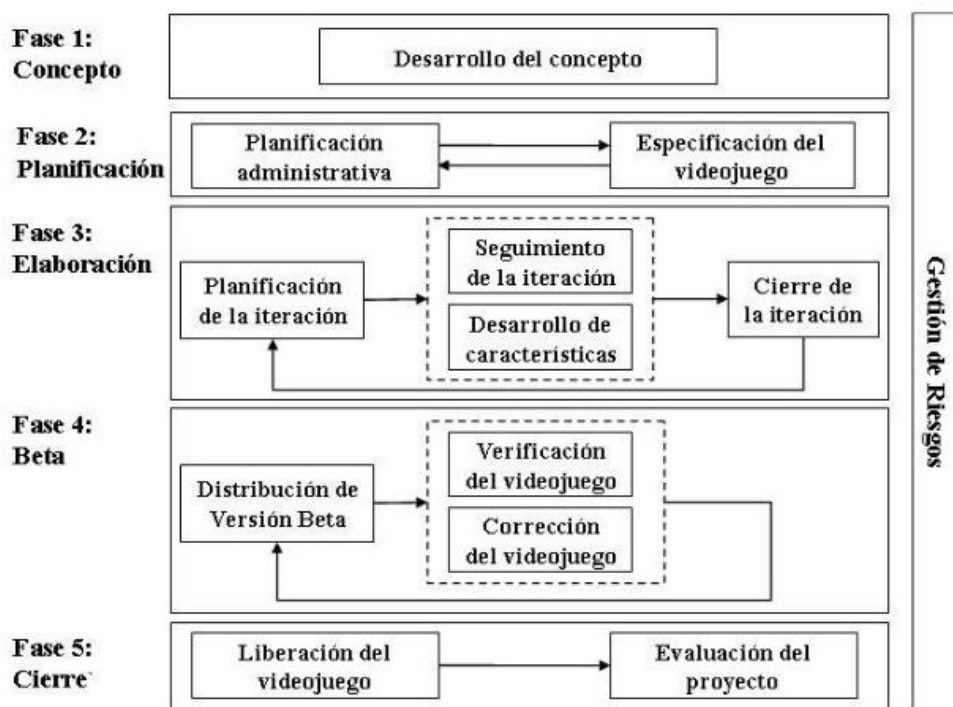 Fase 1:
Concepto
Desarrollo del concepto
Fase 2:
Planificación
Planificación
administrativa
Especificación del
videojuego
Fase 3:
Elaboración
Planificación
de la iteración
Seguimiento
de la iteración
Desarrollo de
características
Cierre de
la iteración
Fase 4:
Beta
Distribución de
Versión Beta
Verificación
del videojuego
Corrección
del videojuego
Fase 5:
Cierre
Liberación del
videojuego
Evaluación del
proyecto
Gestión de Riesgos